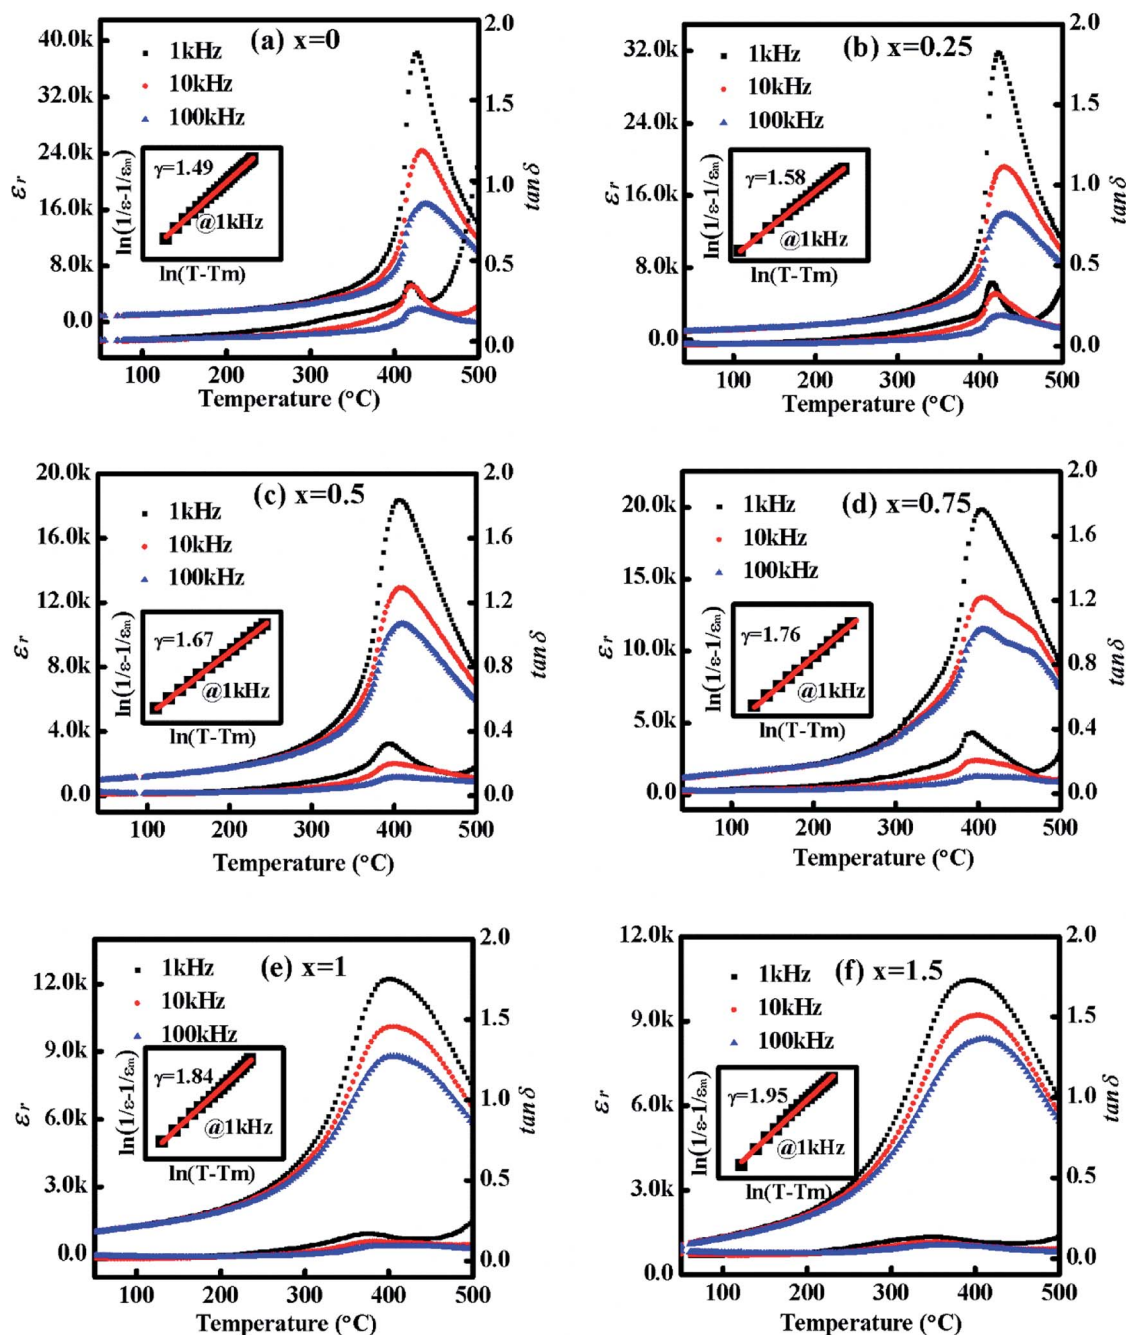 (a) x=0
40.0k
32.0k
24.0k
16.0k
8.0k
0.0
1kHz
10kHz
100kHz
γ=1.49
@1kHz
ln(1/ε-1/εm)
ln(T-Tm)
εr
2.0
1.5
1.0
0.5
0.0
tanδ
100 200 300 400 500
Temperature (°C)
(b) x=0.25
32.0k
24.0k
16.0k
8.0k
0.0
1kHz
10kHz
100kHz
γ=1.58
@1kHz
ln(1/ε-1/εm)
ln(T-Tm)
εr
2.0
1.5
1.0
0.5
0.0
tanδ
100 200 300 400 500
Temperature (°C)
(c) x=0.5
20.0k
16.0k
12.0k
8.0k
4.0k
0.0
1kHz
10kHz
100kHz
γ=1.67
@1kHz
ln(1/ε-1/εm)
ln(T-Tm)
εr
2.0
1.6
1.2
0.8
0.4
0.0
tanδ
100 200 300 400 500
Temperature (°C)
(d) x=0.75
20.0k
15.0k
10.0k
5.0k
0.0
1kHz
10kHz
100kHz
γ=1.76
@1kHz
ln(1/ε-1/εm)
ln(T-Tm)
εr
2.0
1.6
1.2
0.8
0.4
0.0
tanδ
100 200 300 400 500
Temperature (°C)
(e) x=1
12.0k
9.0k
6.0k
3.0k
0.0
1kHz
10kHz
100kHz
γ=1.84
@1kHz
ln(1/ε-1/εm)
ln(T-Tm)
εr
2.0
1.5
1.0
0.5
0.0
tanδ
100 200 300 400 500
Temperature (°C)
(f) x=1.5
12.0k
9.0k
6.0k
3.0k
0.0
1kHz
10kHz
100kHz
γ=1.95
@1kHz
ln(1/ε-1/εm)
ln(T-Tm)
εr
2.0
1.5
1.0
0.5
0.0
tanδ
100 200 300 400 500
Temperature (°C)